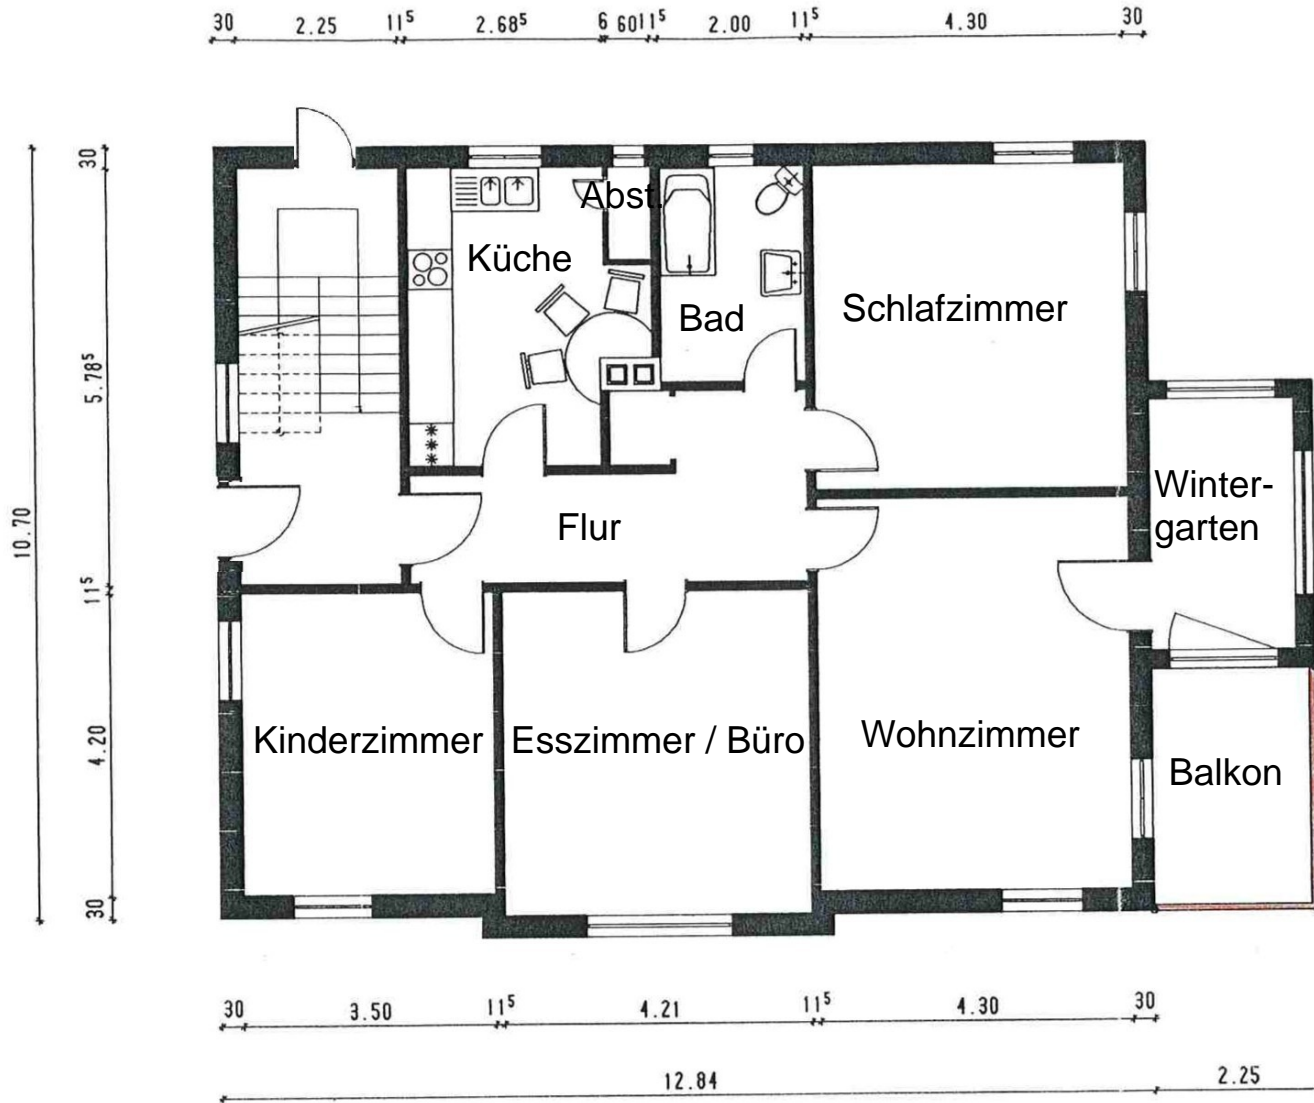 30 2.25 11⁵ 2.68⁵ 6 60 11⁵ 2.00 11⁵ 4.30 30
30
Abst.
Küche
Schlafzimmer
Bad
5.78⁵
Winter-
garten
Flur
10.70
11⁵
Kinderzimmer Esszimmer / Büro Wohnzimmer
4.20
Balkon
30
30 3.50 11⁵ 4.21 11⁵ 4.30 30
12.84 2.25